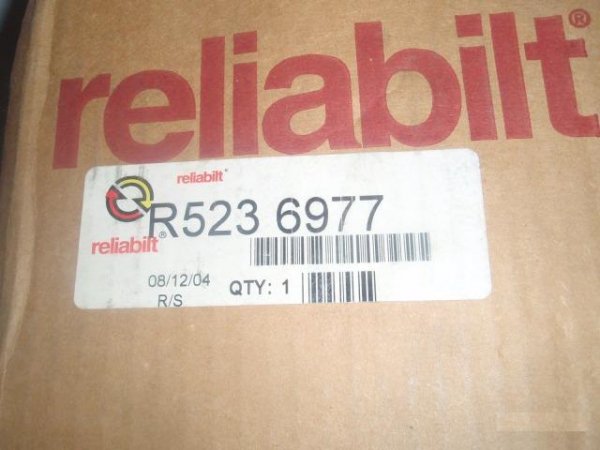 reliabilt®
reliabilt®
R523 6977
reliabilt®
08/12/04
QTY: 1
R/S